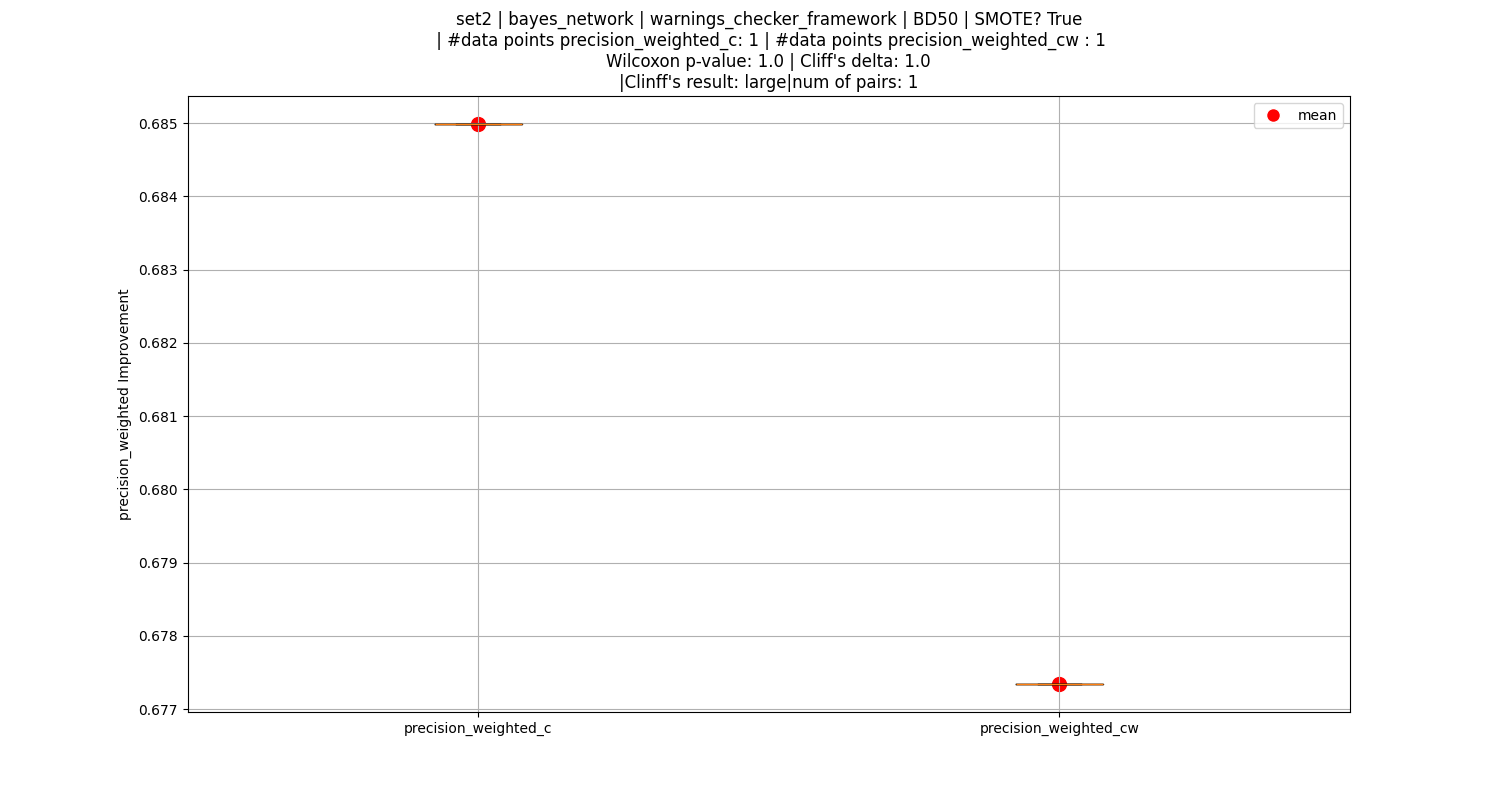 set2 | bayes_network | warnings_checker_framework | BD50 | SMOTE? True
| #data points precision_weighted_c: 1 | #data points precision_weighted_cw : 1
Wilcoxon p-value: 1.0 | Cliff's delta: 1.0
|Clinff's result: large|num of pairs: 1
mean
precision_weighted Improvement
0.685
0.684
0.683
0.682
0.681
0.680
0.679
0.678
0.677
precision_weighted_c
precision_weighted_cw